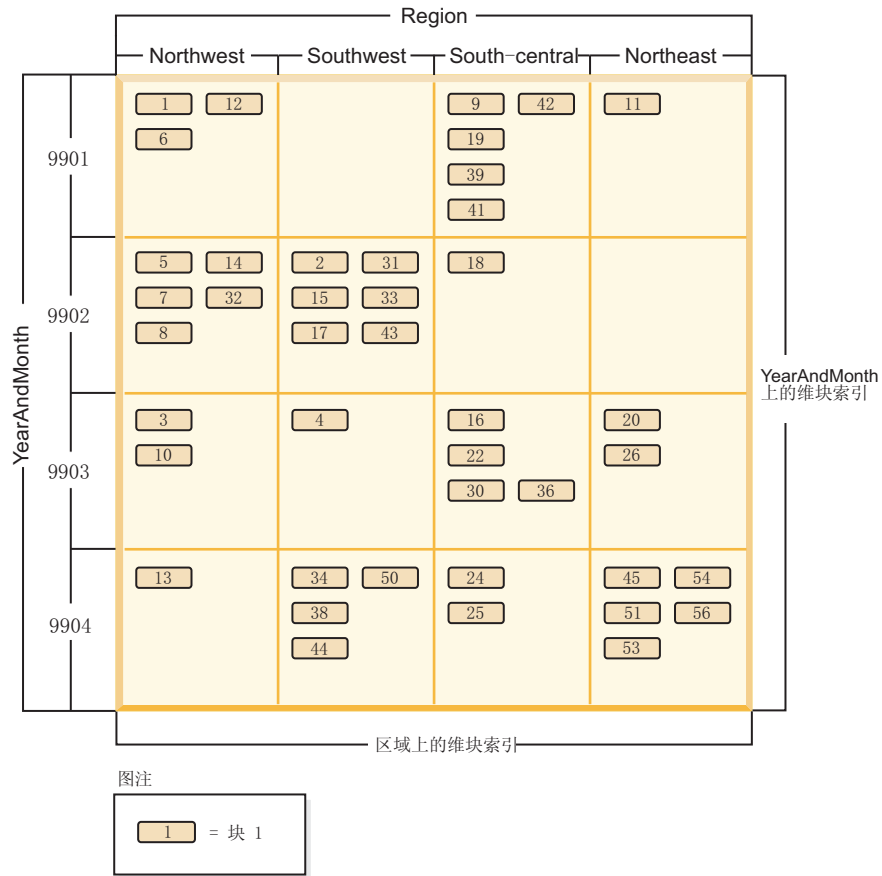 Region
Northwest Southwest South-central Northeast
YearAndMonth
9901
1 12 9 42 11
6 19
39
41
9902
5 14 2 31 18
7 32 15 33
8 17 43
YearAndMonth
上的维块索引
9903
3 4 16 20
10 22 26
30 36
9904
13 34 50 24 45 54
38 25 51 56
44 53
区域上的维块索引
图注
1 = 块 1